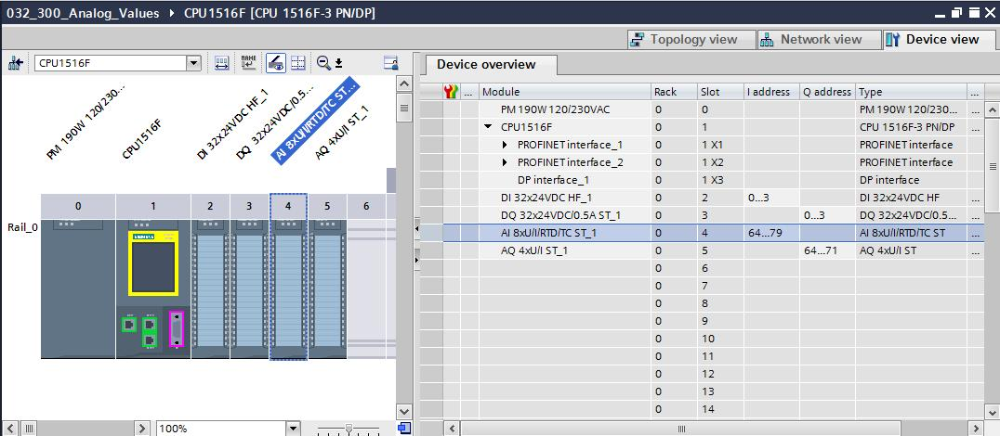 032_300_Analog_Values ▸ CPU1516F [CPU 1516F-3 PN/DP]
Topology view Network view Device view
CPU1516F
NAME
Device overview
PM 190W 120/230...
CPU1516F
DI 32x24VDC HF_1
DQ 32x24VDC/0.5...
AI 8xU/I/RTD/TC ST...
AQ 4xU/I ST_1
0 1 2 3 4 5 6
Rail_0
SIEMENS
100%
... Module Rack Slot I address Q address Type ...
PM 190W 120/230VAC 0 0 PM 190W 120/230...
CPU1516F 0 1 CPU 1516F-3 PN/DP
PROFINET interface_1 0 1 X1 PROFINET interface
PROFINET interface_2 0 1 X2 PROFINET interface
DP interface_1 0 1 X3 DP interface
DI 32x24VDC HF_1 0 2 0...3 DI 32x24VDC HF ...
DQ 32x24VDC/0.5A ST_1 0 3 0...3 DQ 32x24VDC/0.5... ...
AI 8xU/I/RTD/TC ST_1 0 4 64...79 AI 8xU/I/RTD/TC ST ...
AQ 4xU/I ST_1 0 5 64...71 AQ 4xU/I ST ...
0 6
0 7
0 8
0 9
0 10
0 11
0 12
0 13
0 14